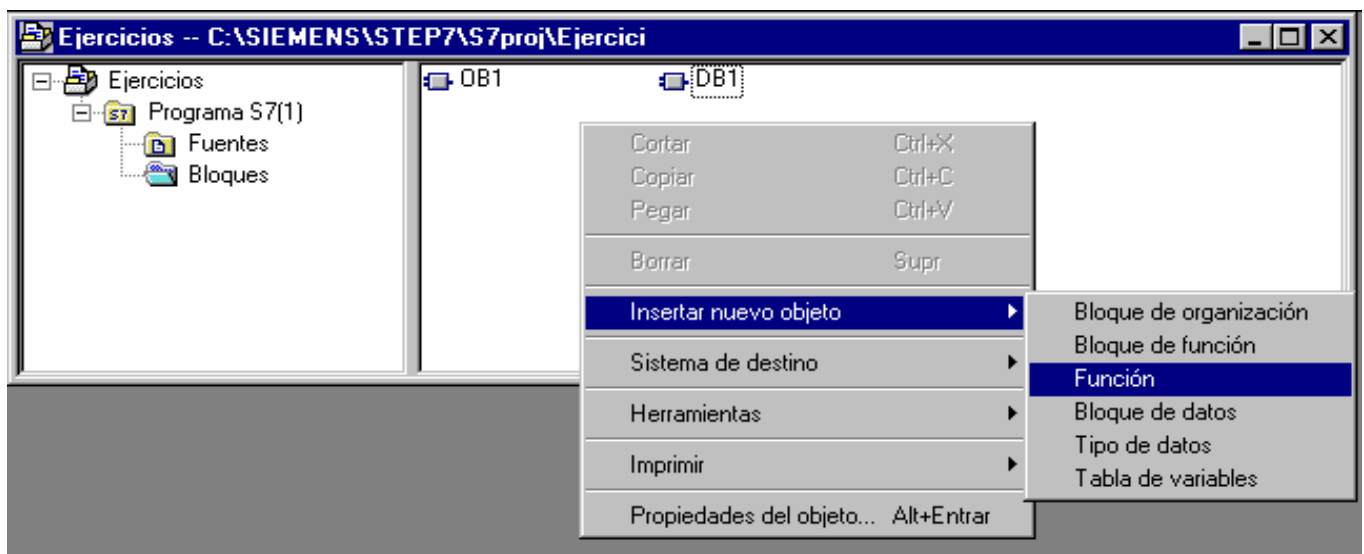 Ejercicios -- C:\SIEMENS\STEP7\S7proj\Ejercici
Ejercicios
Programa S7(1)
Fuentes
Bloques
OB1 DB1
Cortar Ctrl+X
Copiar Ctrl+C
Pegar Ctrl+V
Borrar Supr
Insertar nuevo objeto
Sistema de destino
Herramientas
Imprimir
Propiedades del objeto... Alt+Entrar
Bloque de organización
Bloque de función
Función
Bloque de datos
Tipo de datos
Tabla de variables